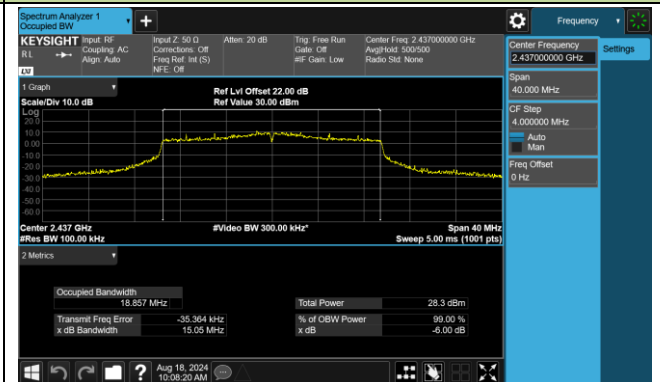 Spectrum Analyzer 1
Occupied BW
Frequency
KEYSIGHT
R L
LXI
Input: RF
Coupling: AC
Align: Auto
Input Z: 50 Ω
Corrections: Off
Freq Ref: Int (S)
NFE: Off
Atten: 20 dB
Trig: Free Run
Gate: Off
#IF Gain: Low
Center Freq: 2.437000000 GHz
Avg|Hold: 500/500
Radio Std: None
1 Graph
Scale/Div 10.0 dB
Ref Lvl Offset 22.00 dB
Ref Value 30.00 dBm
Log
20.0
10.0
0.00
-10.0
-20.0
-30.0
-40.0
-50.0
-60.0
Center 2.437 GHz
#Res BW 100.00 kHz
#Video BW 300.00 kHz*
Span 40 MHz
Sweep 5.00 ms (1001 pts)
2 Metrics
Occupied Bandwidth
18.857 MHz
Total Power 28.3 dBm
Transmit Freq Error -35.364 kHz
% of OBW Power 99.00 %
x dB Bandwidth 15.05 MHz
x dB -6.00 dB
Aug 18, 2024
10:08:20 AM
Center Frequency
2.437000000 GHz
Settings
Span
40.000 MHz
CF Step
4.000000 MHz
Auto
Man
Freq Offset
0 Hz